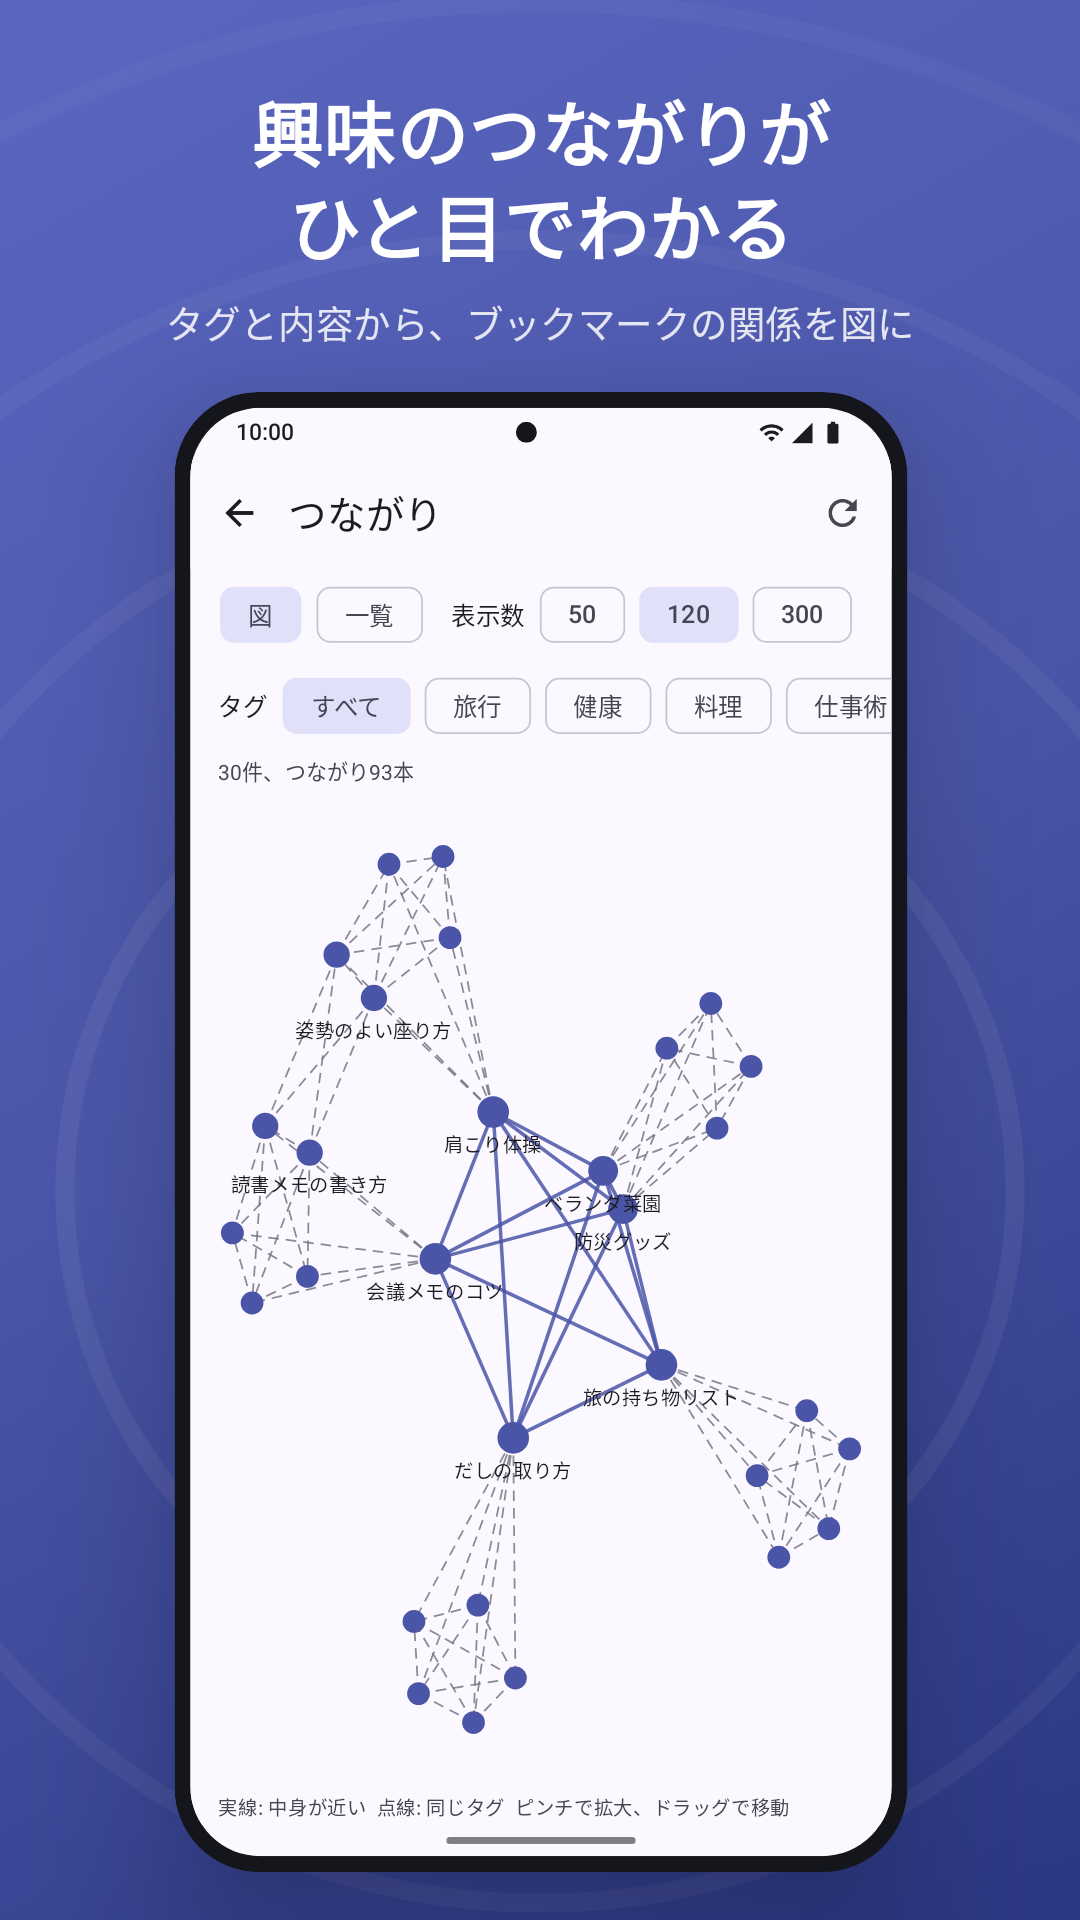 興味のつながりが
ひと目でわかる
タグと内容から、ブックマークの関係を図に
10:00
つながり
図 一覧 表示数 50 120 300
タグ すべて 旅行 健康 料理 仕事術
30件、つながり93本
姿勢のよい座り方
肩こり体操
読書メモの書き方
ベランダ菜園
防災グッズ
会議メモのコツ
旅の持ち物リスト
だしの取り方
実線: 中身が近い 点線: 同じタグ ピンチで拡大、ドラッグで移動